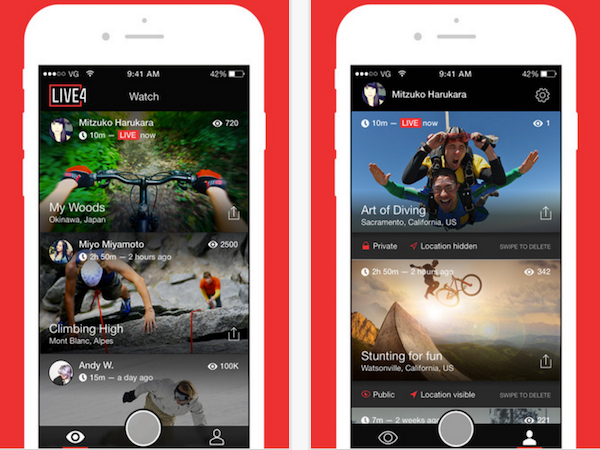 ●●●○○ VG 9:41 AM 42%
LIVE4 Watch
Mitzuko Harukara
10m — LIVE now 720
My Woods
Okinawa, Japan
Miyo Miyamoto
2h 50m — 2 hours ago 2500
Climbing High
Mont Blanc, Alpes
Andy W.
15m — a day ago 100K
●●●○○ VG 9:41 AM 42%
Mitzuko Harukara
10m — LIVE now 1
Art of Diving
Sacramento, California, US
Private Location hidden SWIPE TO DELETE
2h 50m — 2 hours ago 342
Stunting for fun
Watsonville, California, US
Public Location visible SWIPE TO DELETE
7m — 2 weeks ago 221